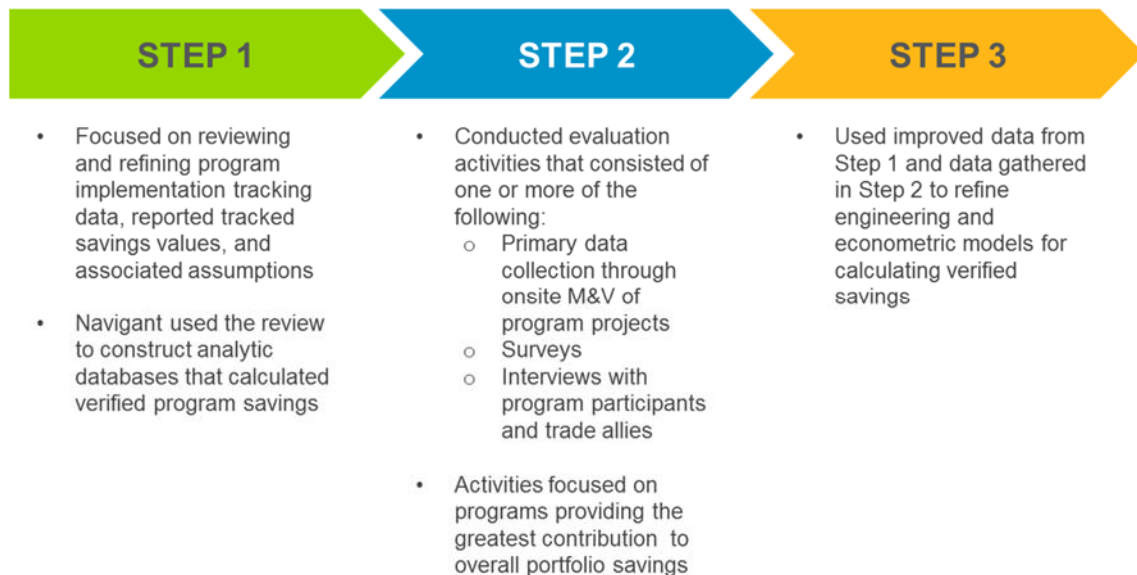 STEP 1
STEP 2
STEP 3
• Focused on reviewing
and refining program
implementation tracking
data, reported tracked
savings values, and
associated assumptions
• Navigant used the review
to construct analytic
databases that calculated
verified program savings
• Conducted evaluation
activities that consisted of
one or more of the
following:
o Primary data
collection through
onsite M&V of
program projects
o Surveys
o Interviews with
program participants
and trade allies
• Activities focused on
programs providing the
greatest contribution to
overall portfolio savings
• Used improved data from
Step 1 and data gathered
in Step 2 to refine
engineering and
econometric models for
calculating verified
savings